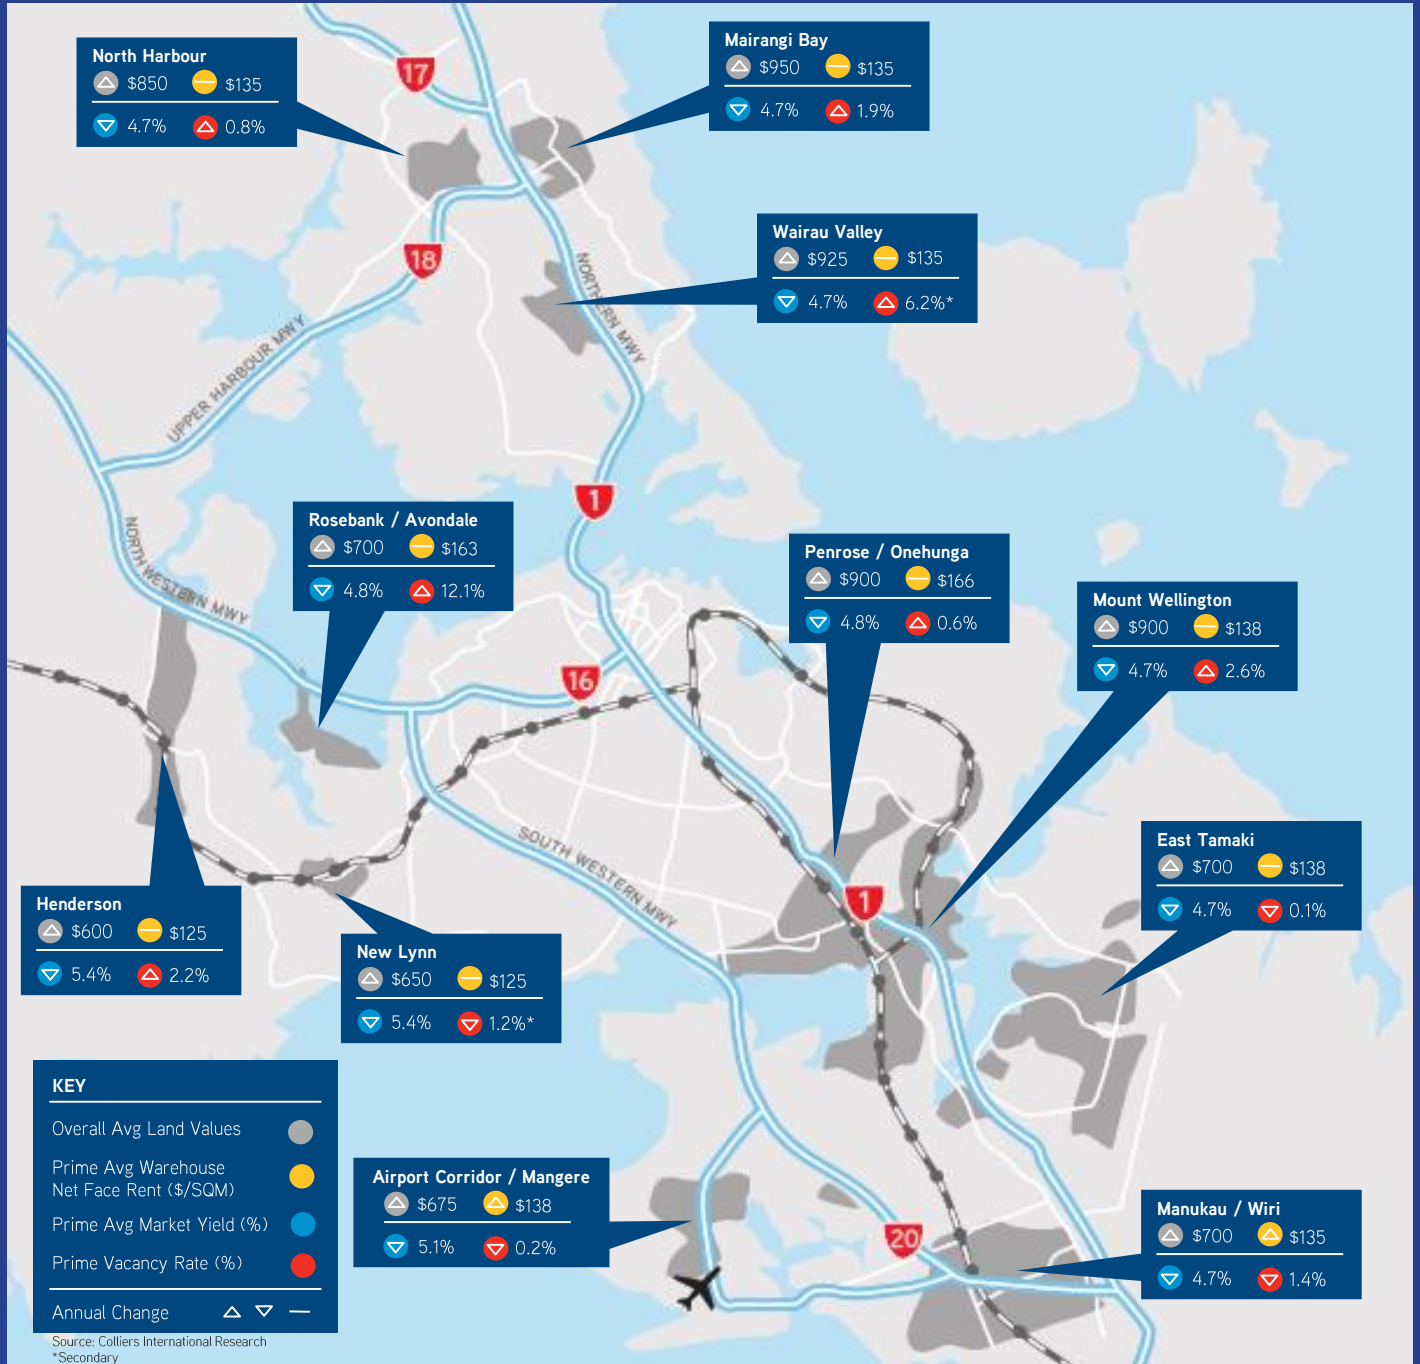 North Harbour
$850 $135
4.7% 0.8%
Mairangi Bay
$950 $135
4.7% 1.9%
17
Wairau Valley
$925 $135
4.7% 6.2%*
18
NORTHERN MWY
UPPER HARBOUR MWY
1
NORTH WESTERN MWY
Rosebank / Avondale
$700 $163
4.8% 12.1%
Penrose / Onehunga
$900 $166
4.8% 0.6%
Mount Wellington
$900 $138
4.7% 2.6%
16
SOUTH WESTERN MWY
1
East Tamaki
$700 $138
4.7% 0.1%
Henderson
$600 $125
5.4% 2.2%
New Lynn
$650 $125
5.4% 1.2%*
Airport Corridor / Mangere
$675 $138
5.1% 0.2%
20
Manukau / Wiri
$700 $135
4.7% 1.4%
KEY
Overall Avg Land Values
Prime Avg Warehouse
Net Face Rent ($/SQM)
Prime Avg Market Yield (%)
Prime Vacancy Rate (%)
Annual Change
Source: Colliers International Research
*Secondary